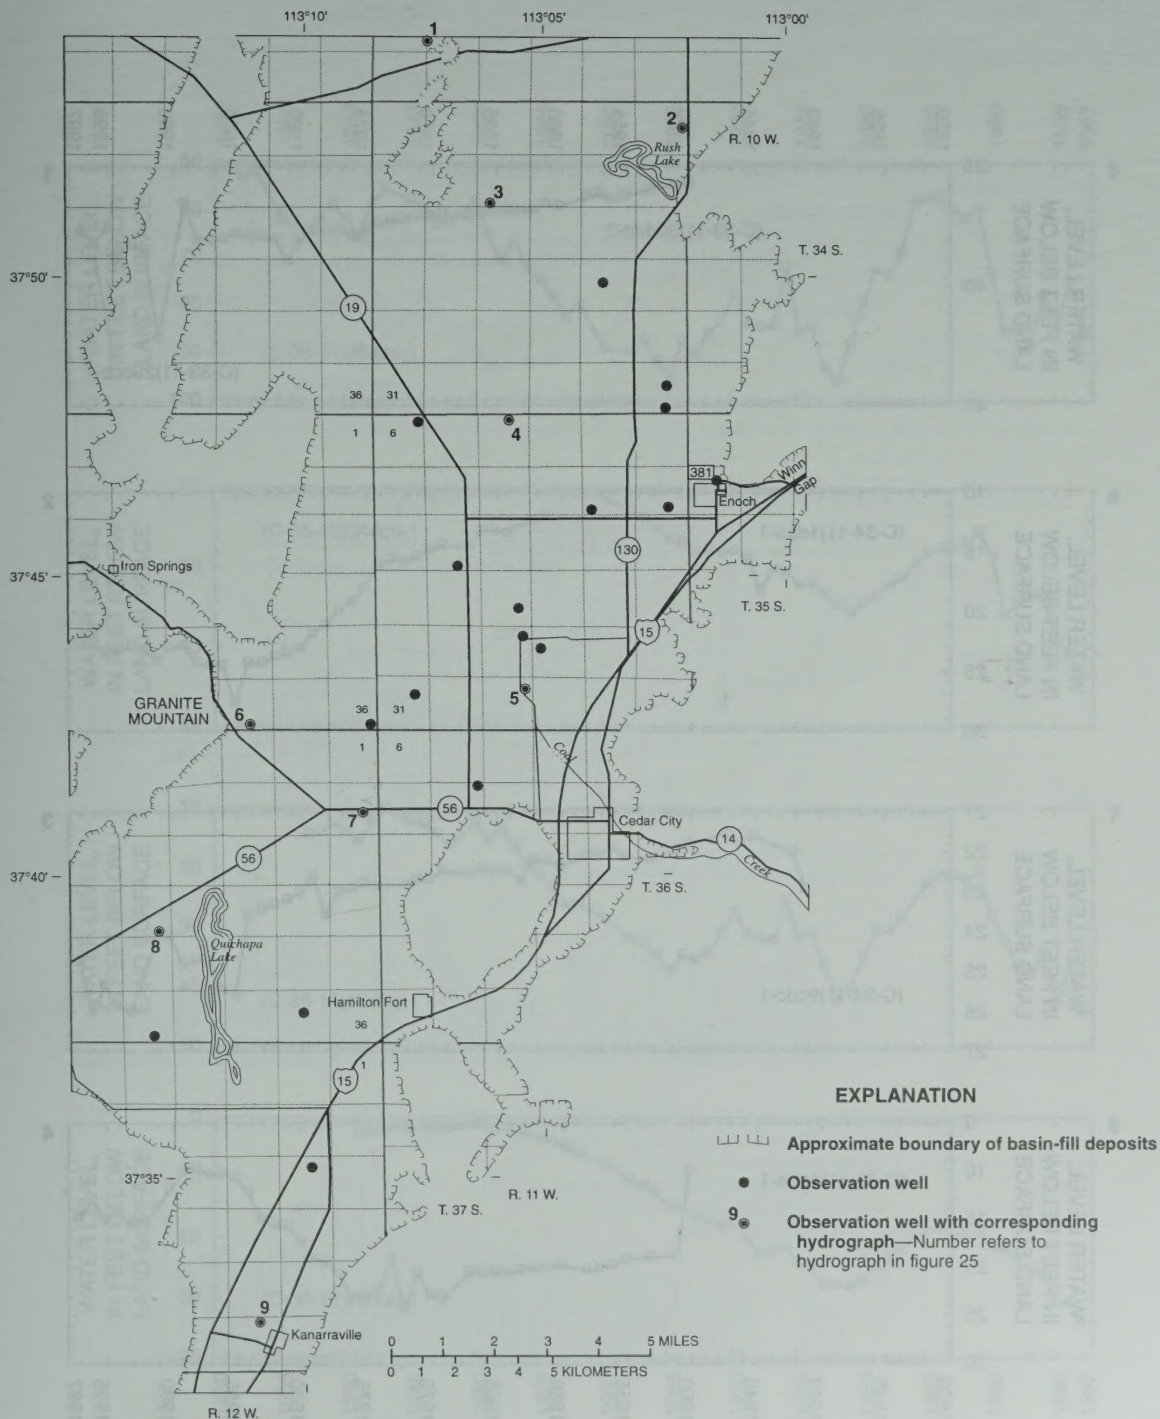 113°10' 113°05' 113°00'
1
2
R. 10 W.
Rush
Lake
3
T. 34 S.
37°50'
19
36 31
1 6
4
381
Winn
Gap
Enoch
130
37°45'
Iron Springs
T. 35 S.
15
GRANITE
MOUNTAIN
6
36 31
5
1 6
Coal
7
56
Cedar City
14
56
Creek
37°40'
T. 36 S.
8
Quichapa
Lake
Hamilton Fort
36
1
15
EXPLANATION
Approximate boundary of basin-fill deposits
37°35'
Observation well
R. 11 W.
T. 37 S.
9 Observation well with corresponding
hydrograph—Number refers to
hydrograph in figure 25
9
Kanarraville
0 1 2 3 4 5 MILES
0 1 2 3 4 5 KILOMETERS
R. 12 W.